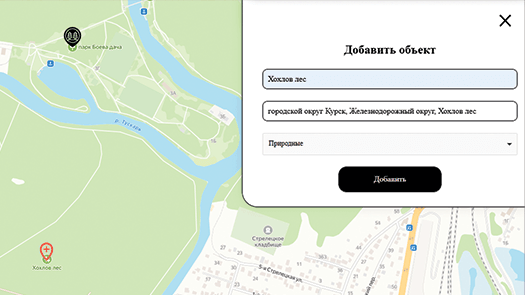 Добавить объект
Хохлов лес
городской округ Курск, Железнодорожный округ, Хохлов лес
Природные
Добавить
парк Боева дача
р. Тускарь
Стрелецкое
кладбище
5-я Стрелецкая ул.
Хохлов лес